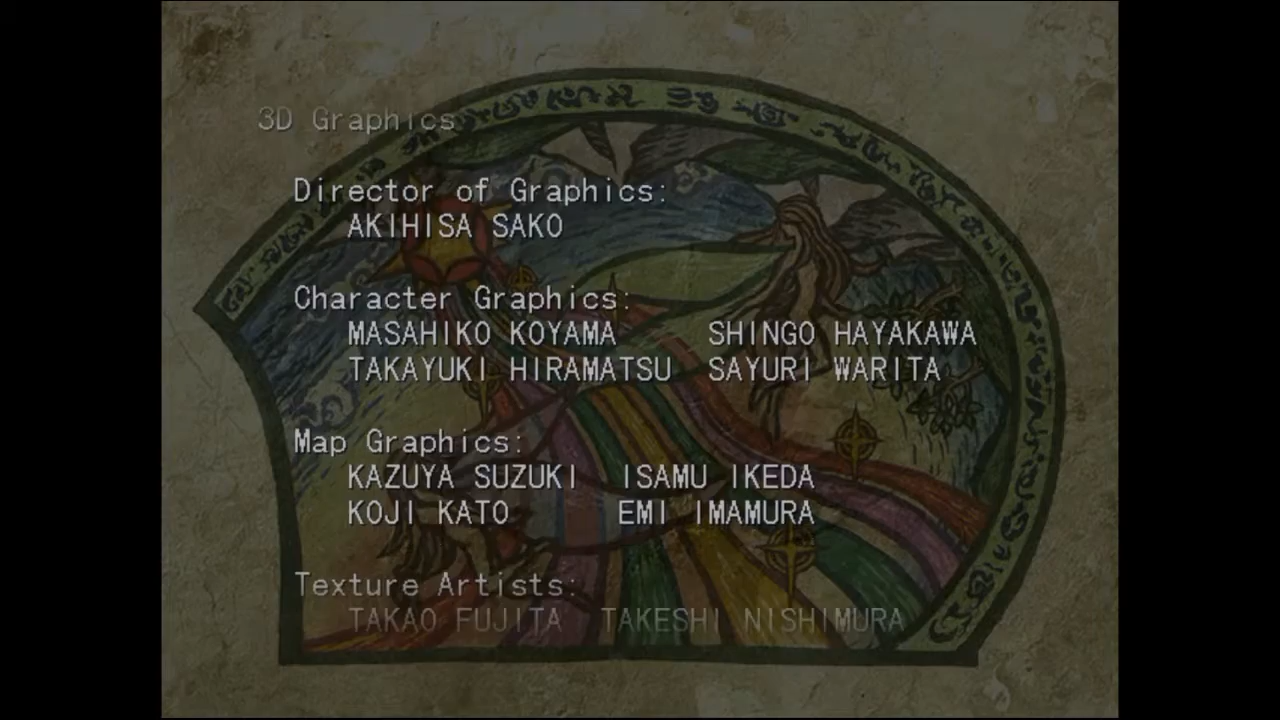 3D Graphics
Director of Graphics:
AKIHISA SAKO
Character Graphics:
MASAHIKO KOYAMA SHINGO HAYAKAWA
TAKAYUKI HIRAMATSU SAYURI WARITA
Map Graphics:
KAZUYA SUZUKI ISAMU IKEDA
KOJI KATO EMI IMAMURA
Texture Artists:
TAKAO FUJITA TAKESHI NISHIMURA